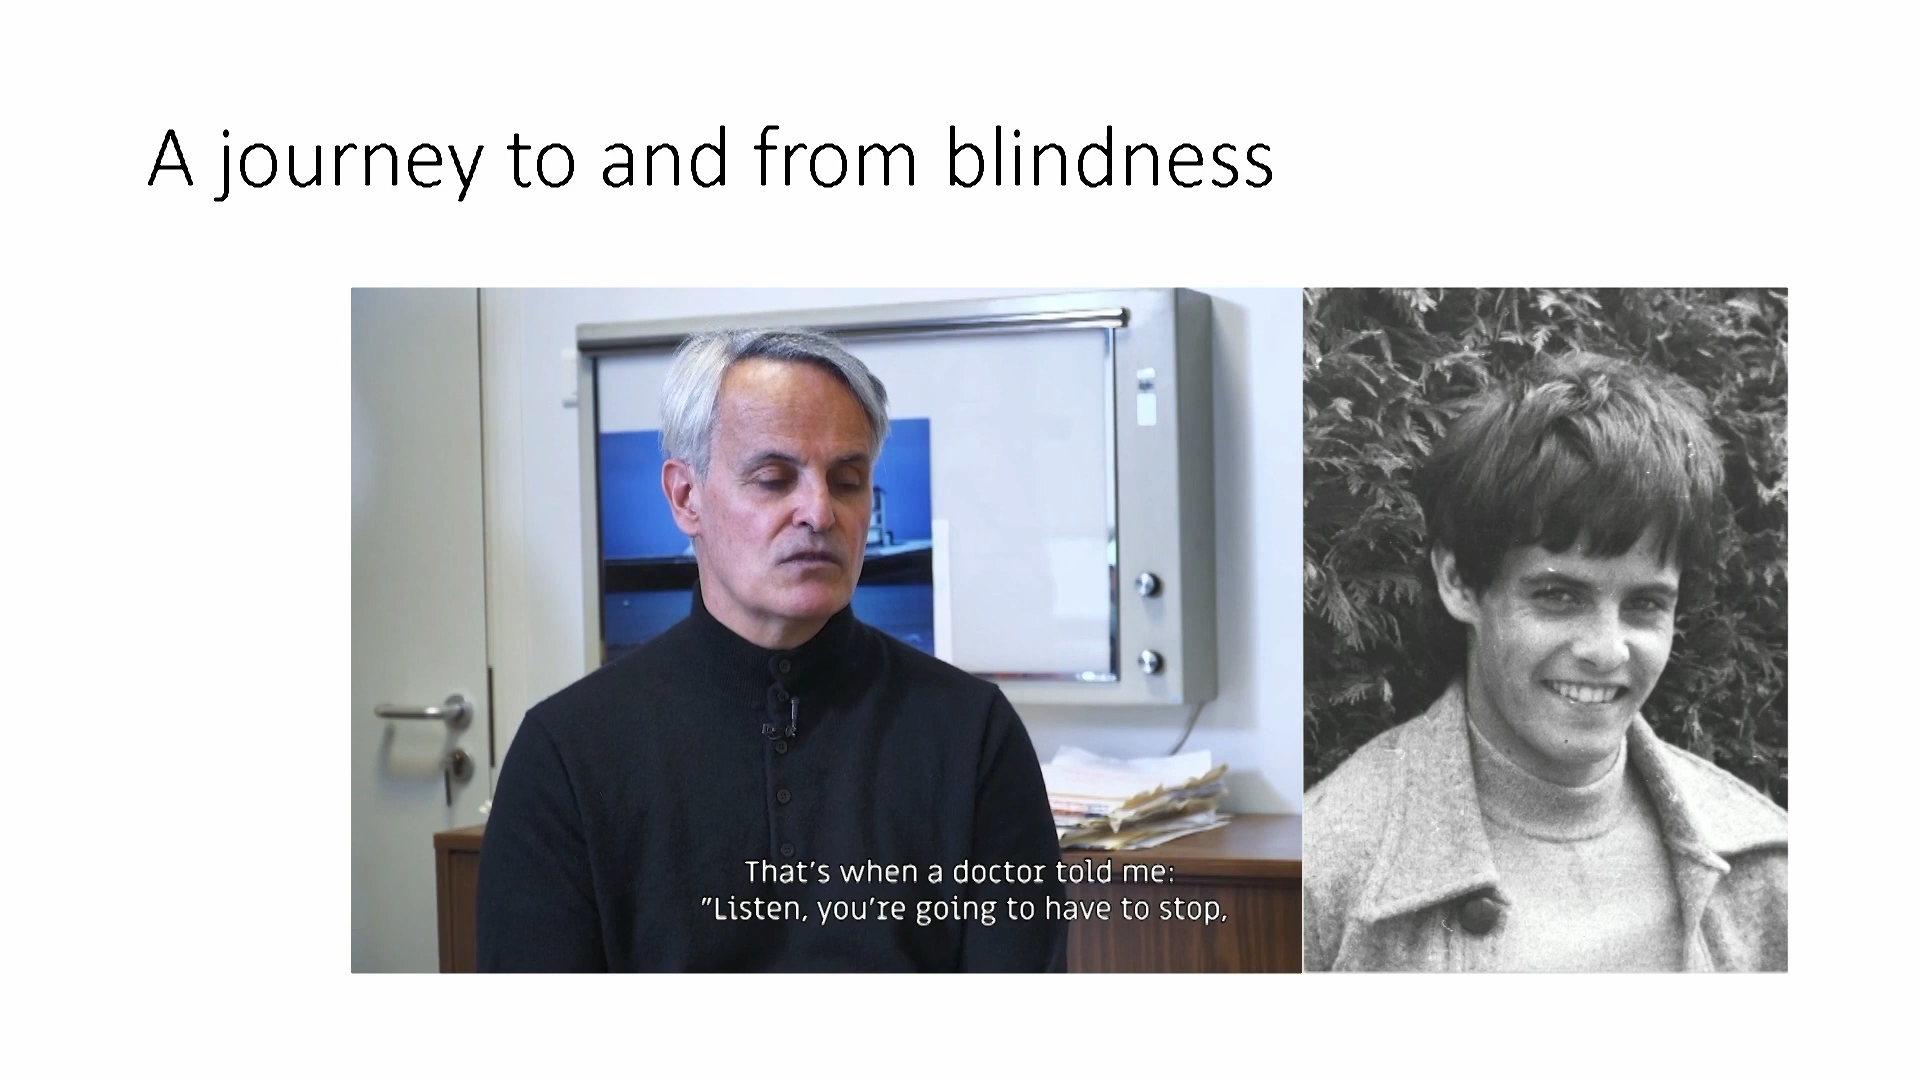 A journey to and from blindness
That's when a doctor told me:
"Listen, you're going to have to stop,